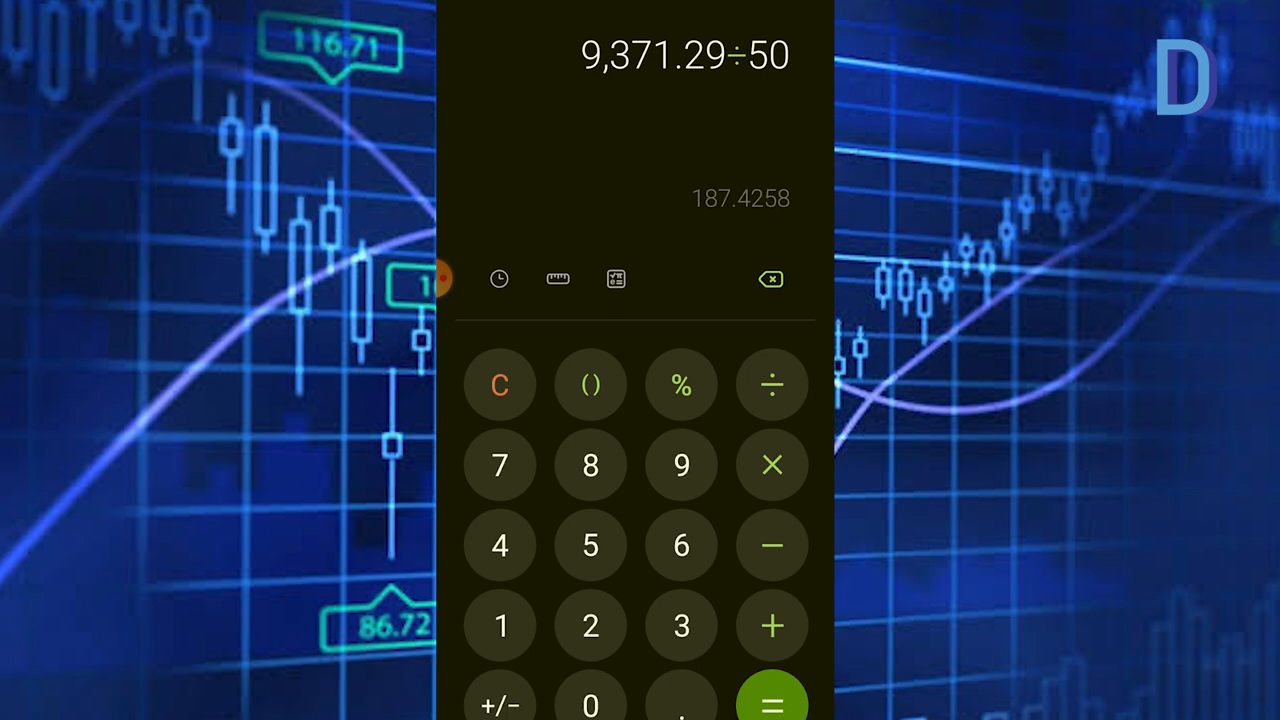 116.71
9,371.29÷50
D
187.4258
C ( ) % ÷
7 8 9 ×
4 5 6 −
1 2 3 +
86.72
+/− 0 . =